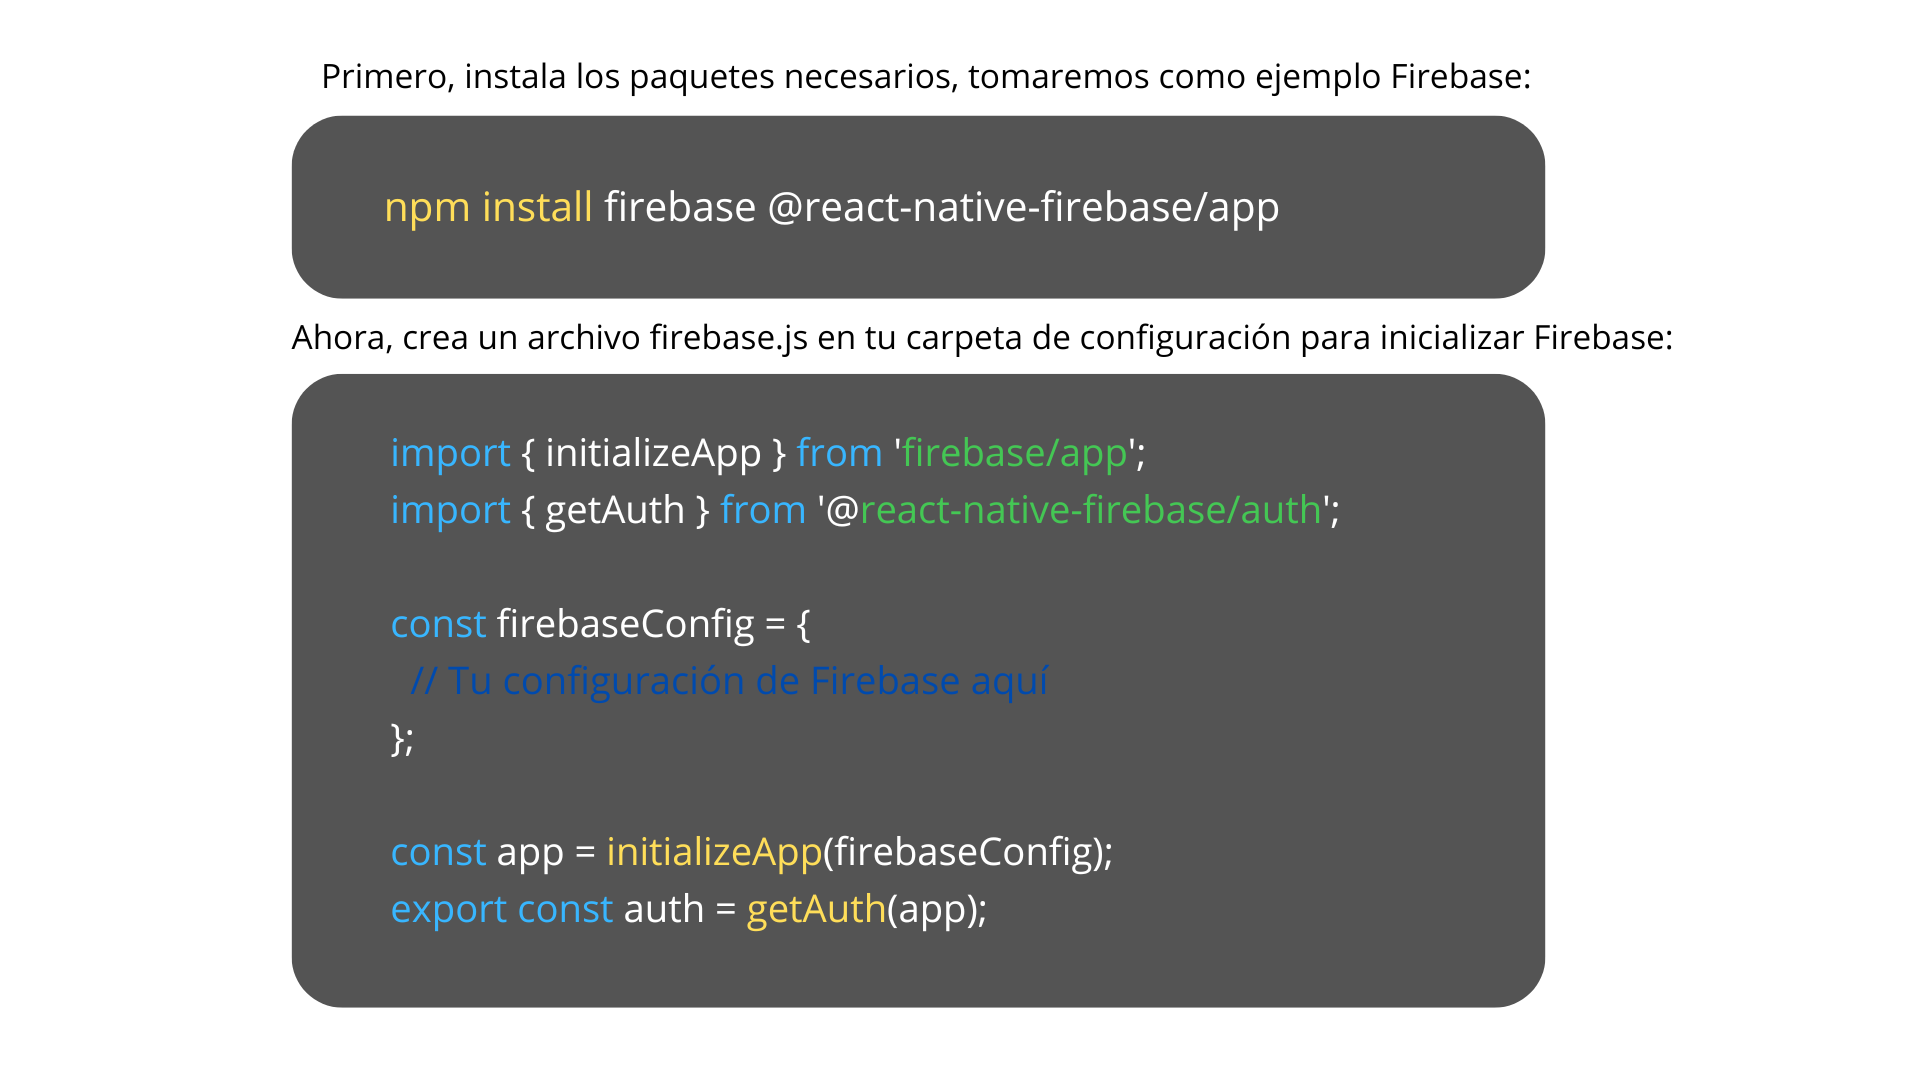 Primero, instala los paquetes necesarios, tomaremos como ejemplo Firebase:
npm install firebase @react-native-firebase/app
Ahora, crea un archivo firebase.js en tu carpeta de configuración para inicializar Firebase:
import { initializeApp } from 'firebase/app';
import { getAuth } from '@react-native-firebase/auth';
const firebaseConfig = {
// Tu configuración de Firebase aquí
};
const app = initializeApp(firebaseConfig);
export const auth = getAuth(app);